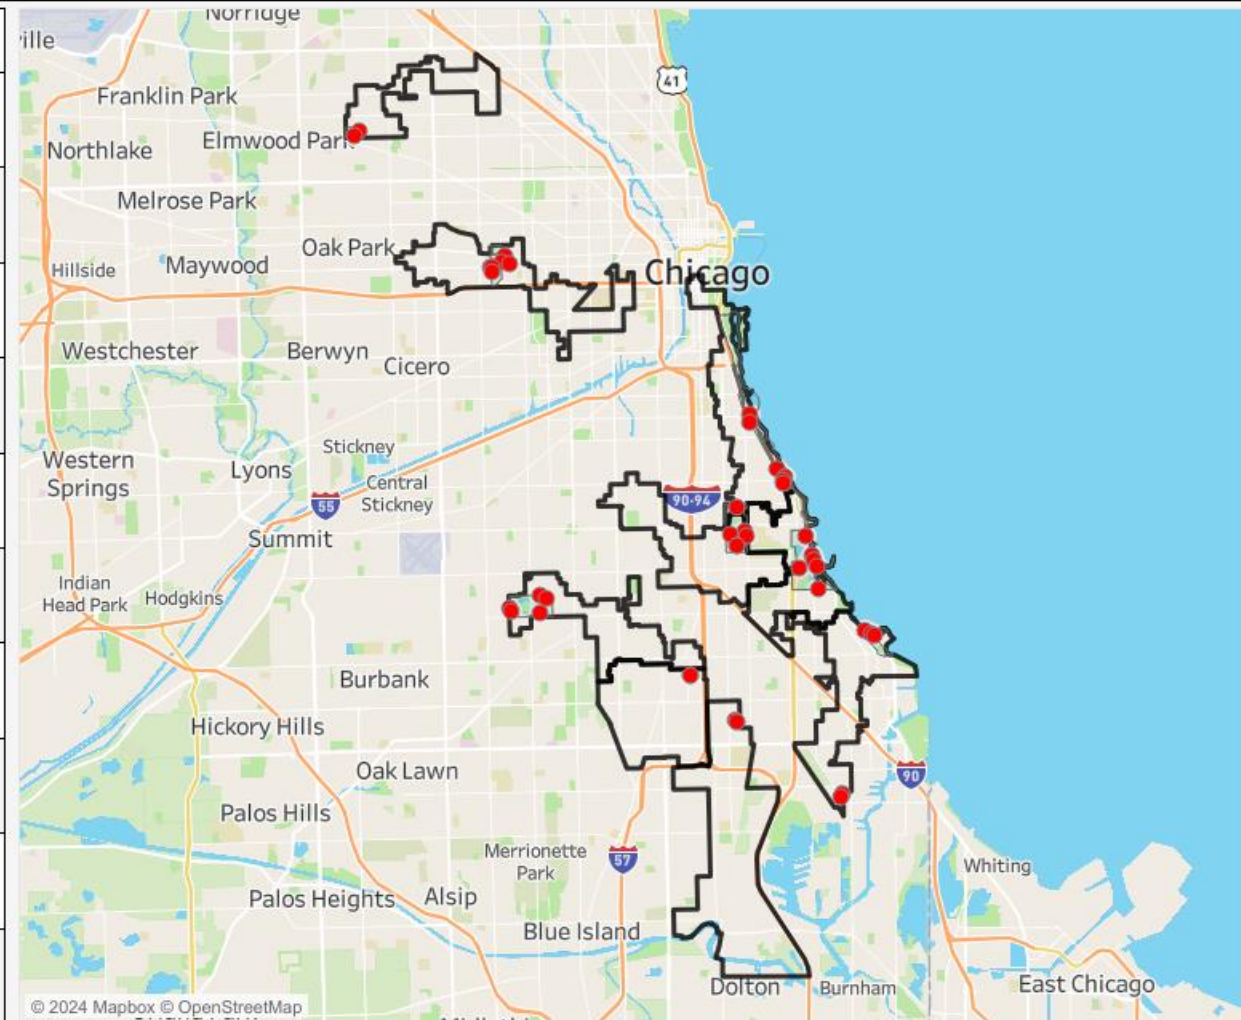 Norridge
ville
41
Franklin Park
Elmwood Park
Northlake
Melrose Park
Oak Park
Maywood
Hillside
Chicago
Westchester
Berwyn
Cicero
Stickney
Western
Springs
Lyons
Central
Stickney
90-94
55
Summit
Indian
Head Park
Hodgkins
Burbank
Hickory Hills
Oak Lawn
90
Palos Hills
Merrionette
Park
57
Whiting
Palos Heights
Alsip
Blue Island
Dolton
Burnham
East Chicago
© 2024 Mapbox © OpenStreetMap